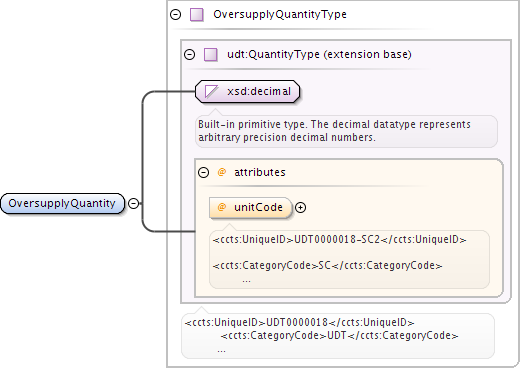 OversupplyQuantityType
udt:QuantityType (extension base)
xsd:decimal
Built-in primitive type. The decimal datatype represents
arbitrary precision decimal numbers.
@ attributes
@ unitCode
<ccts:UniqueID>UDT0000018-SC2</ccts:UniqueID>
<ccts:CategoryCode>SC</ccts:CategoryCode>
...
OversupplyQuantity
<ccts:UniqueID>UDT0000018</ccts:UniqueID>
<ccts:CategoryCode>UDT</ccts:CategoryCode>
...